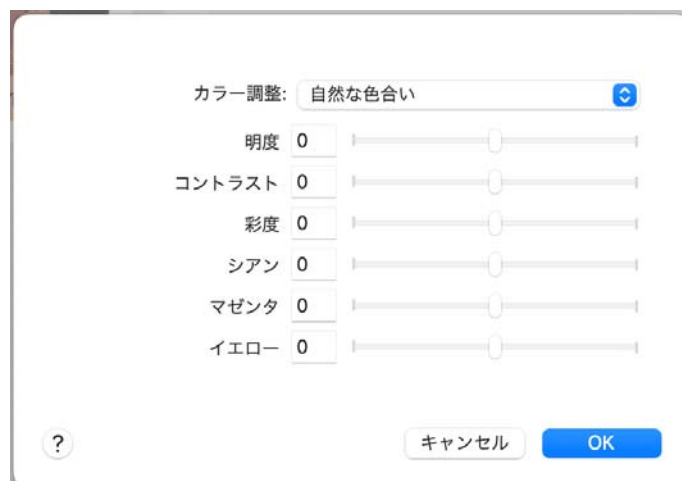 カラー調整: 自然な色合い
明度 0
コントラスト 0
彩度 0
シアン 0
マゼンタ 0
イエロー 0
? キャンセル OK